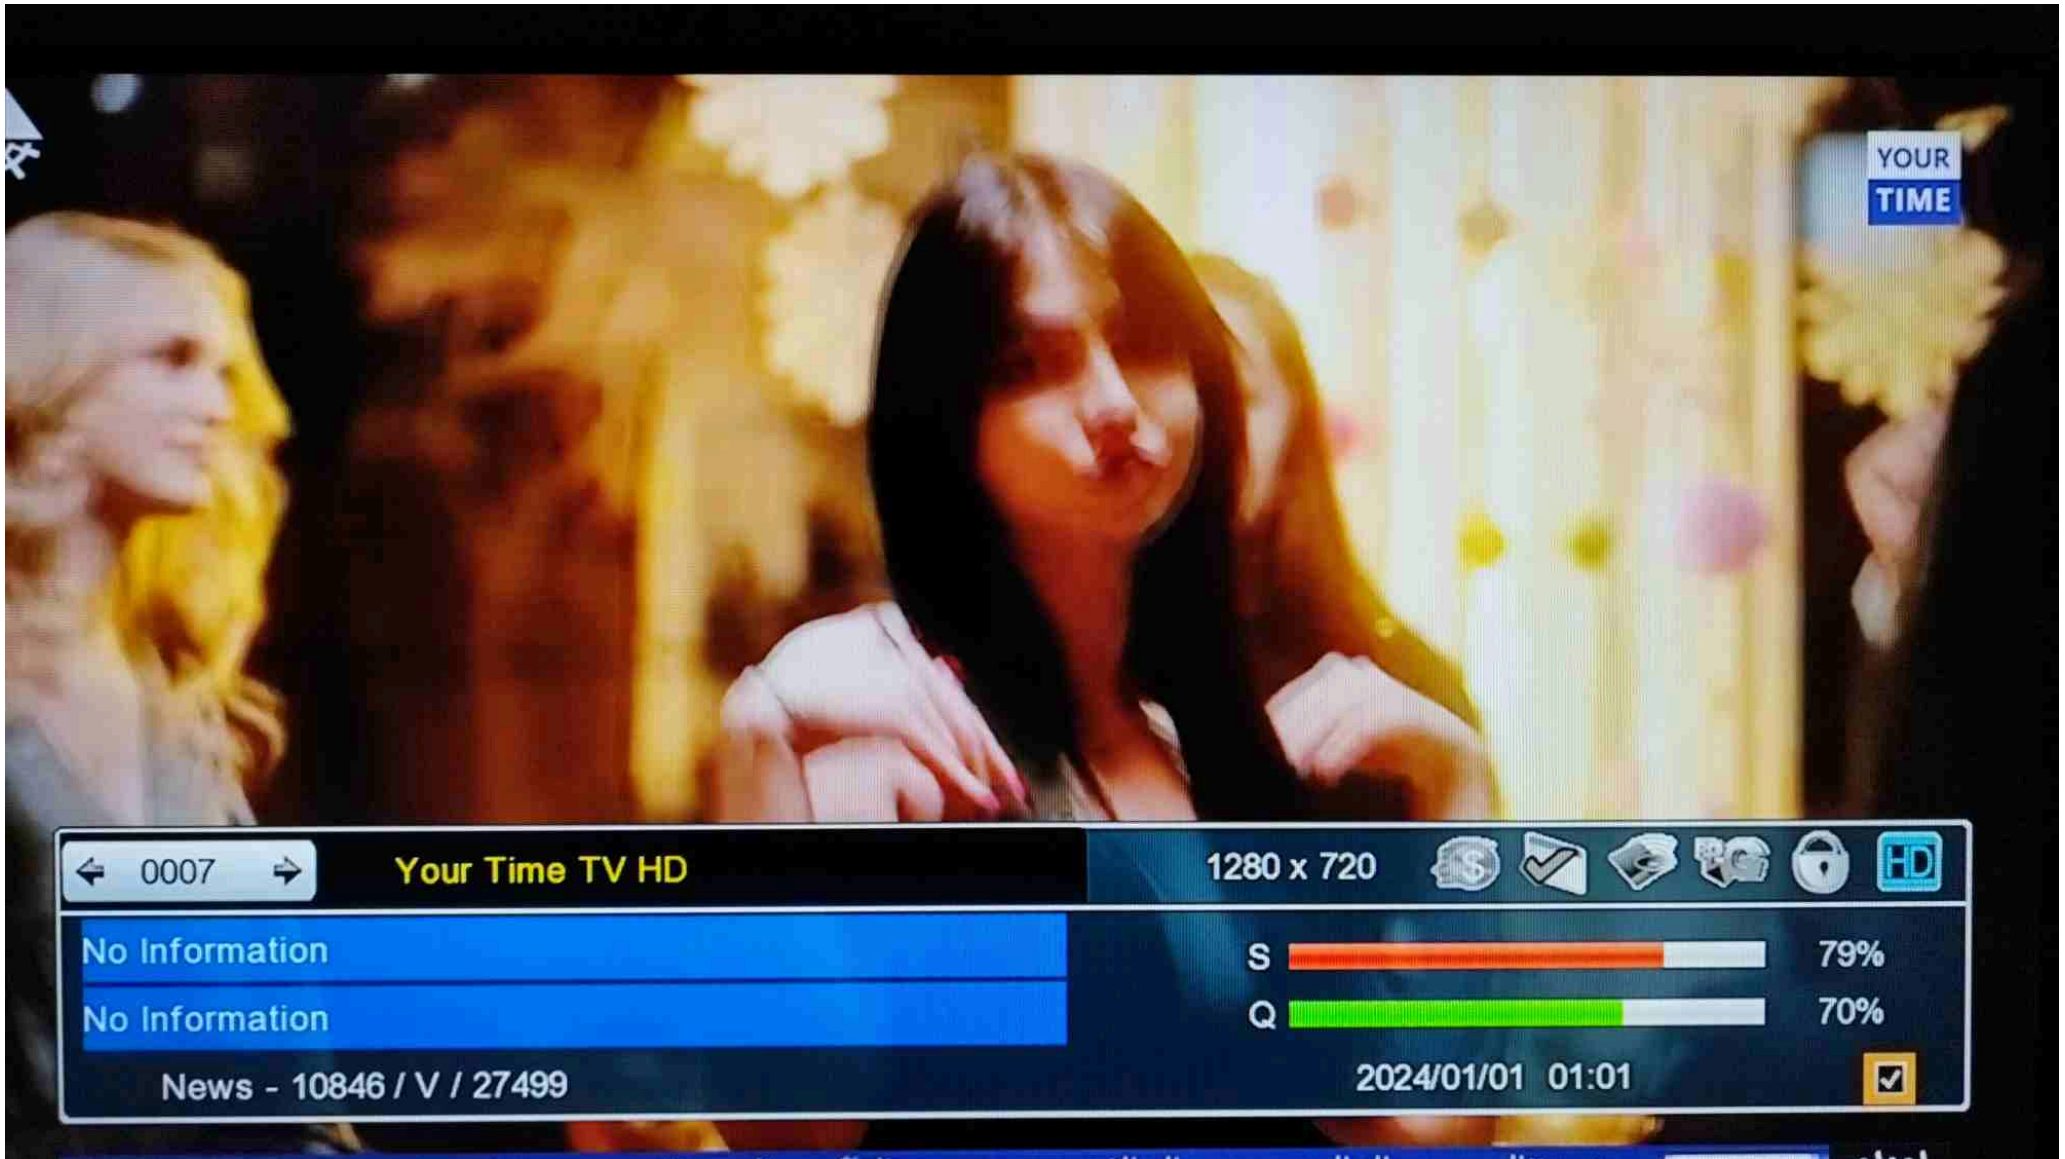 YOUR
TIME
0007
Your Time TV HD
1280 x 720
HD
No Information
S
79%
No Information
Q
70%
News - 10846 / V / 27499
2024/01/01 01:01